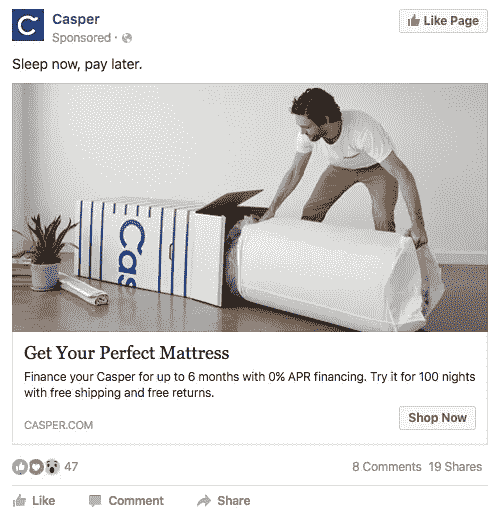 Casper
Sponsored ·
Like Page
Sleep now, pay later.
Cas
Get Your Perfect Mattress
Finance your Casper for up to 6 months with 0% APR financing. Try it for 100 nights
with free shipping and free returns.
CASPER.COM
Shop Now
47
8 Comments 19 Shares
Like Comment Share